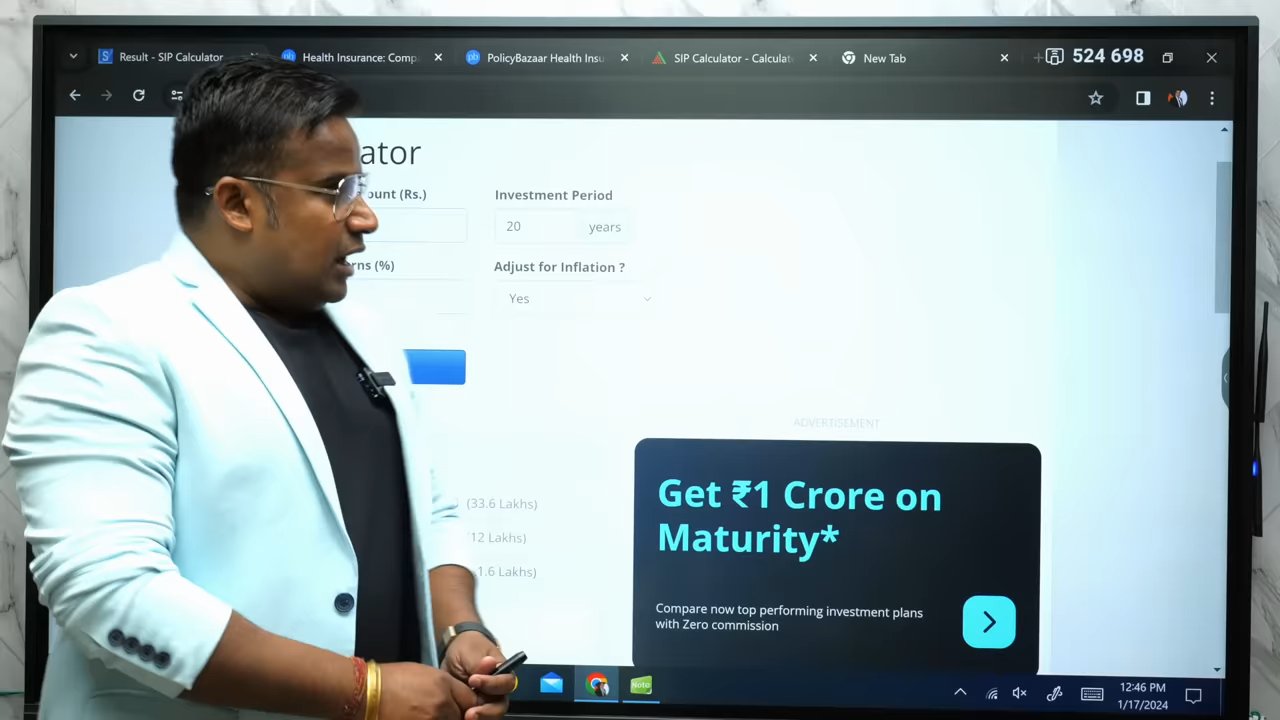 Result - SIP Calculator
Health Insurance: Comp
PolicyBazaar Health Insu
SIP Calculator - Calculat
New Tab
524 698
ator
ount (Rs.)
Investment Period
20
years
rns (%)
Adjust for Inflation ?
Yes
ADVERTISEMENT
Get ₹1 Crore on
Maturity*
Compare now top performing investment plans
with Zero commission
(33.6 Lakhs)
12 Lakhs)
1.6 Lakhs)
Note
12:46 PM
1/17/2024